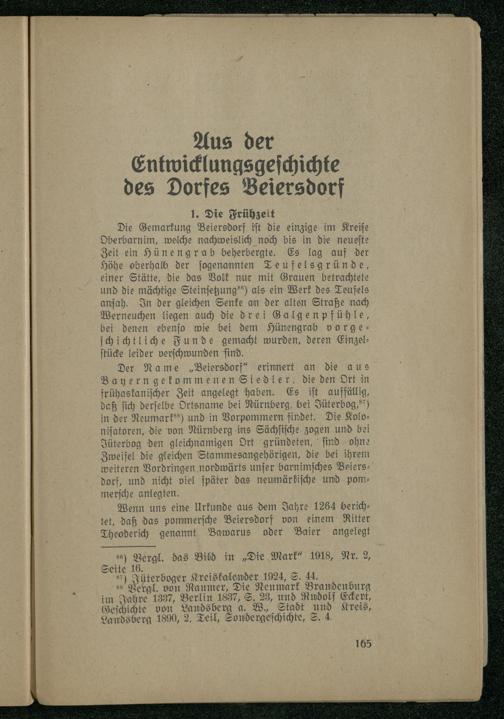 Aus der
Entwicklungsgeschichte
des Dorfes Beiersdorf
1. Die Frühzeit
Die Gemarkung Beiersdorf ist die einzige im Kreise
Oberbarnim, welche nachweislich noch bis in die neueste
Zeit ein Hünengrab beherbergte. Es lag auf der
Höhe oberhalb der sogenannten Teufelsgründe,
einer Stätte, die das Volk nur mit Grauen betrachtete
und die mächtige Steinsetzung⁸⁶) als ein Werk des Teufels
ansah. In der gleichen Senke an der alten Straße nach
Werneuchen liegen auch die drei Galgenpfühle,
bei denen ebenso wie bei dem Hünengrab vorge-
schichtliche Funde gemacht wurden, deren Einzel-
stücke leider verschwunden sind.
Der Name „Beiersdorf" erinnert an die aus
Bayern gekommenen Siedler, die den Ort in
frühaskanischer Zeit angelegt haben. Es ist auffällig,
daß sich derselbe Ortsname bei Nürnberg, bei Jüterbog,⁸⁷)
in der Neumark⁸⁸) und in Vorpommern findet. Die Kolo-
nisatoren, die von Nürnberg ins Sächsische zogen und bei
Jüterbog den gleichnamigen Ort gründeten, sind ohne
Zweifel die gleichen Stammesangehörigen, die bei ihrem
weiteren Vordringen nordwärts unser barnimsches Beiers-
dorf, und nicht viel später das neumärkische und pom-
mersche anlegten.
Wenn uns eine Urkunde aus dem Jahre 1264 berich-
tet, daß das pommersche Beiersdorf von einem Ritter
Theoderich genannt Bawarus oder Baier angelegt
⁸⁶) Vergl. das Bild in „Die Mark" 1918, Nr. 2,
Seite 16.
⁸⁷) Jüterboger Kreiskalender 1924, S. 44.
⁸⁸ Vergl. von Raumer, Die Neumark Brandenburg
im Jahre 1337, Berlin 1837, S. 23, und Rudolf Eckert,
Geschichte von Landsberg a. W., Stadt und Kreis,
Landsberg 1890, 2. Teil, Sondergeschichte, S. 4.
165